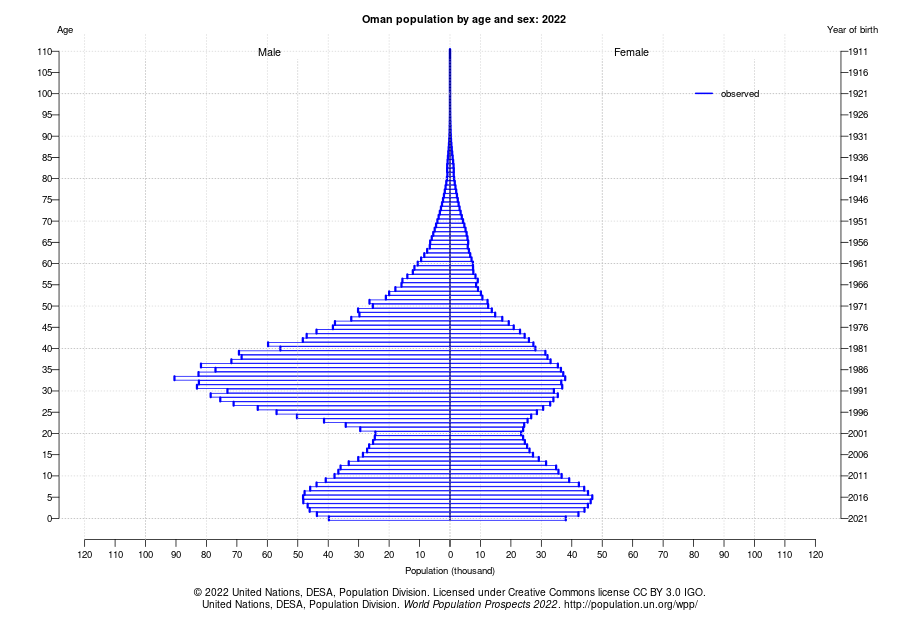 Oman population by age and sex: 2022
Age
Year of birth
Male
Female
observed
110 1911
105 1916
100 1921
95 1926
90 1931
85 1936
80 1941
75 1946
70 1951
65 1956
60 1961
55 1966
50 1971
45 1976
40 1981
35 1986
30 1991
25 1996
20 2001
15 2006
10 2011
5 2016
0 2021
120 110 100 90 80 70 60 50 40 30 20 10 0 10 20 30 40 50 60 70 80 90 100 110 120
Population (thousand)
© 2022 United Nations, DESA, Population Division. Licensed under Creative Commons license CC BY 3.0 IGO.
United Nations, DESA, Population Division. World Population Prospects 2022. http://population.un.org/wpp/